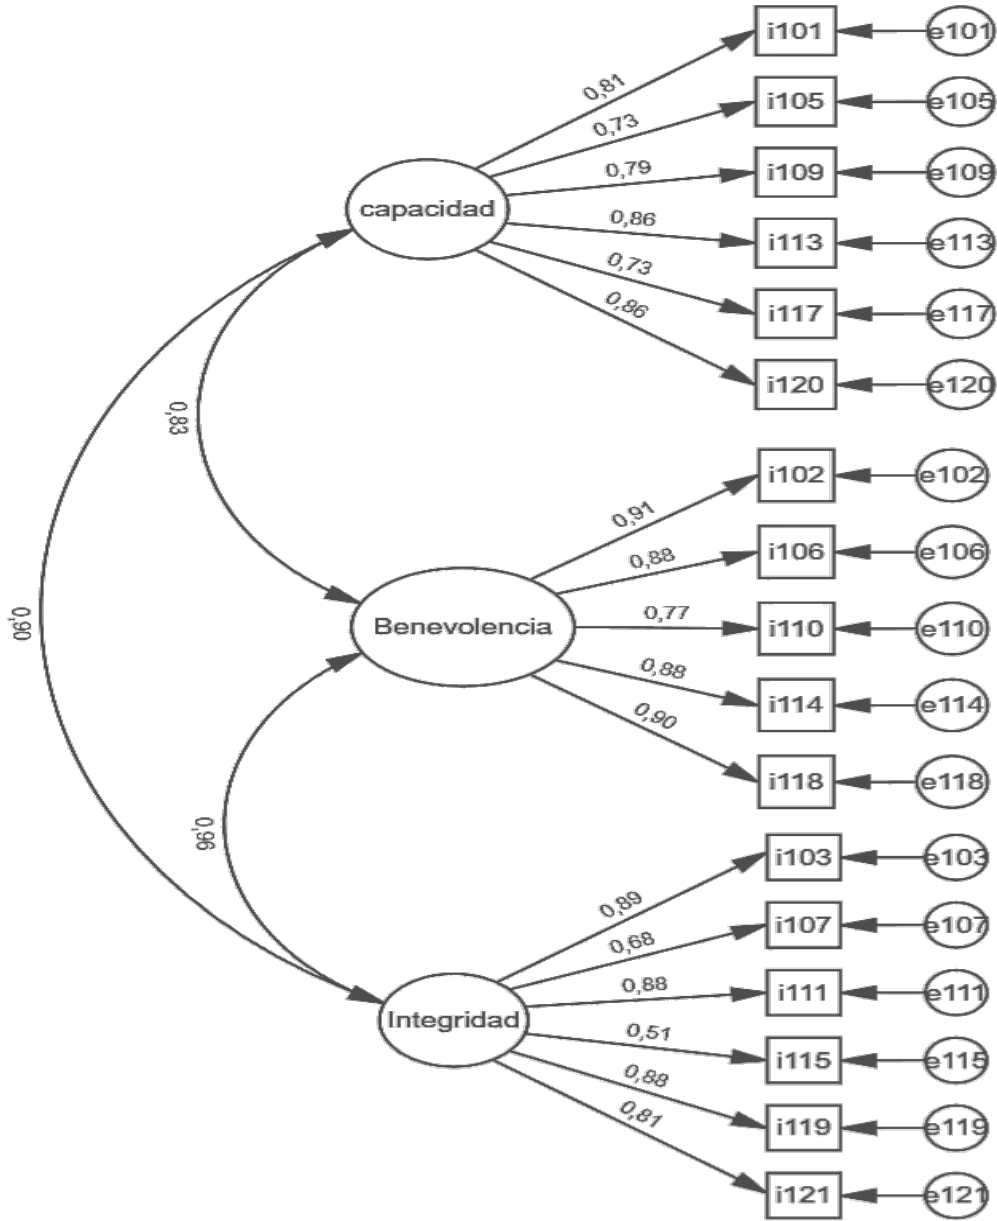 i101 e101
0,81
i105 e105
0,73
i109 e109
0,79
capacidad
i113 e113
0,86
i117 e117
0,73
i120 e120
0,86
0,83
i102 e102
0,91
i106 e106
0,88
Benevolencia
0,77
i110 e110
0,90
i114 e114
0,88
i118 e118
0,90
0,96
i103 e103
0,89
i107 e107
0,68
i111 e111
0,88
Integridad
i115 e115
0,51
i119 e119
0,88
i121 e121
0,81